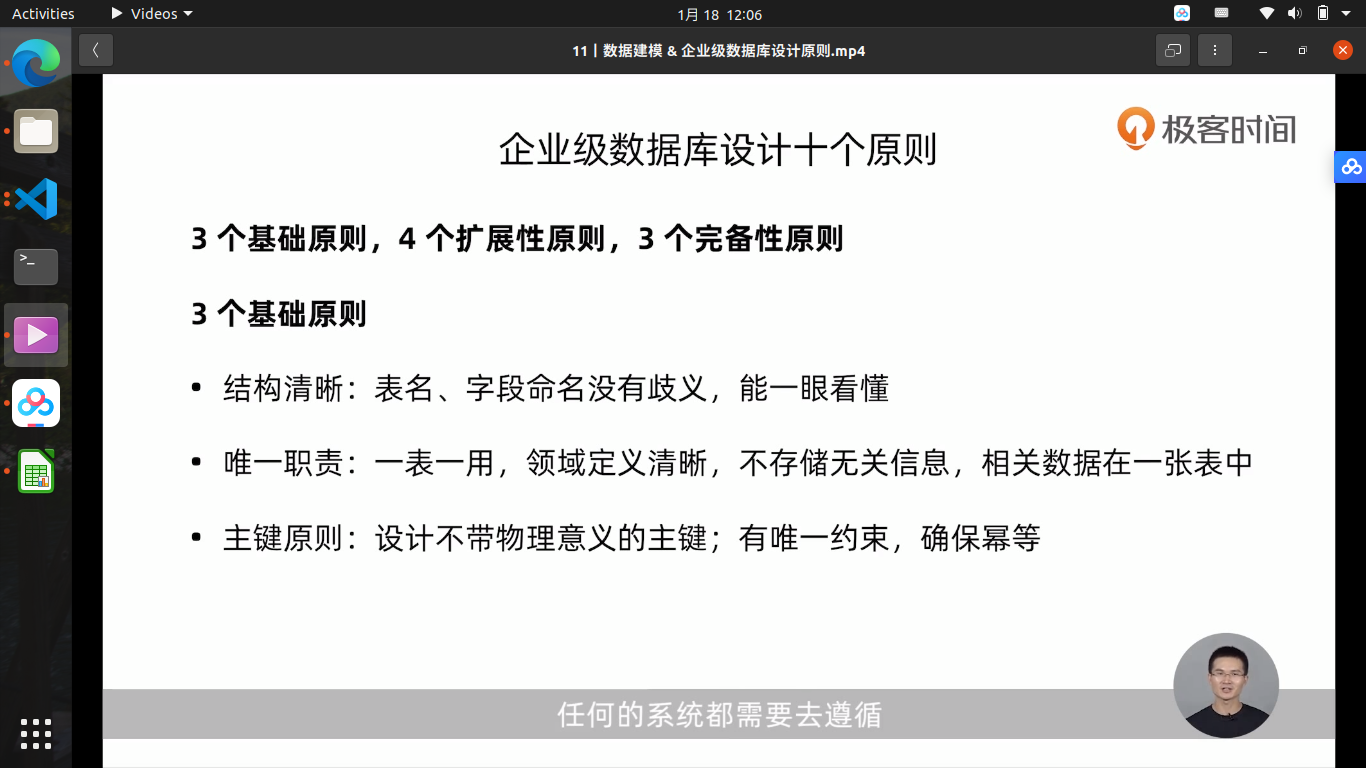 Activities
Videos
1月 18 12:06
11丨数据建模 & 企业级数据库设计原则.mp4
极客时间
企业级数据库设计十个原则
3 个基础原则，4 个扩展性原则，3 个完备性原则
3 个基础原则
• 结构清晰：表名、字段命名没有歧义，能一眼看懂
• 唯一职责：一表一用，领域定义清晰，不存储无关信息，相关数据在一张表中
• 主键原则：设计不带物理意义的主键；有唯一约束，确保幂等
任何的系统都需要去遵循